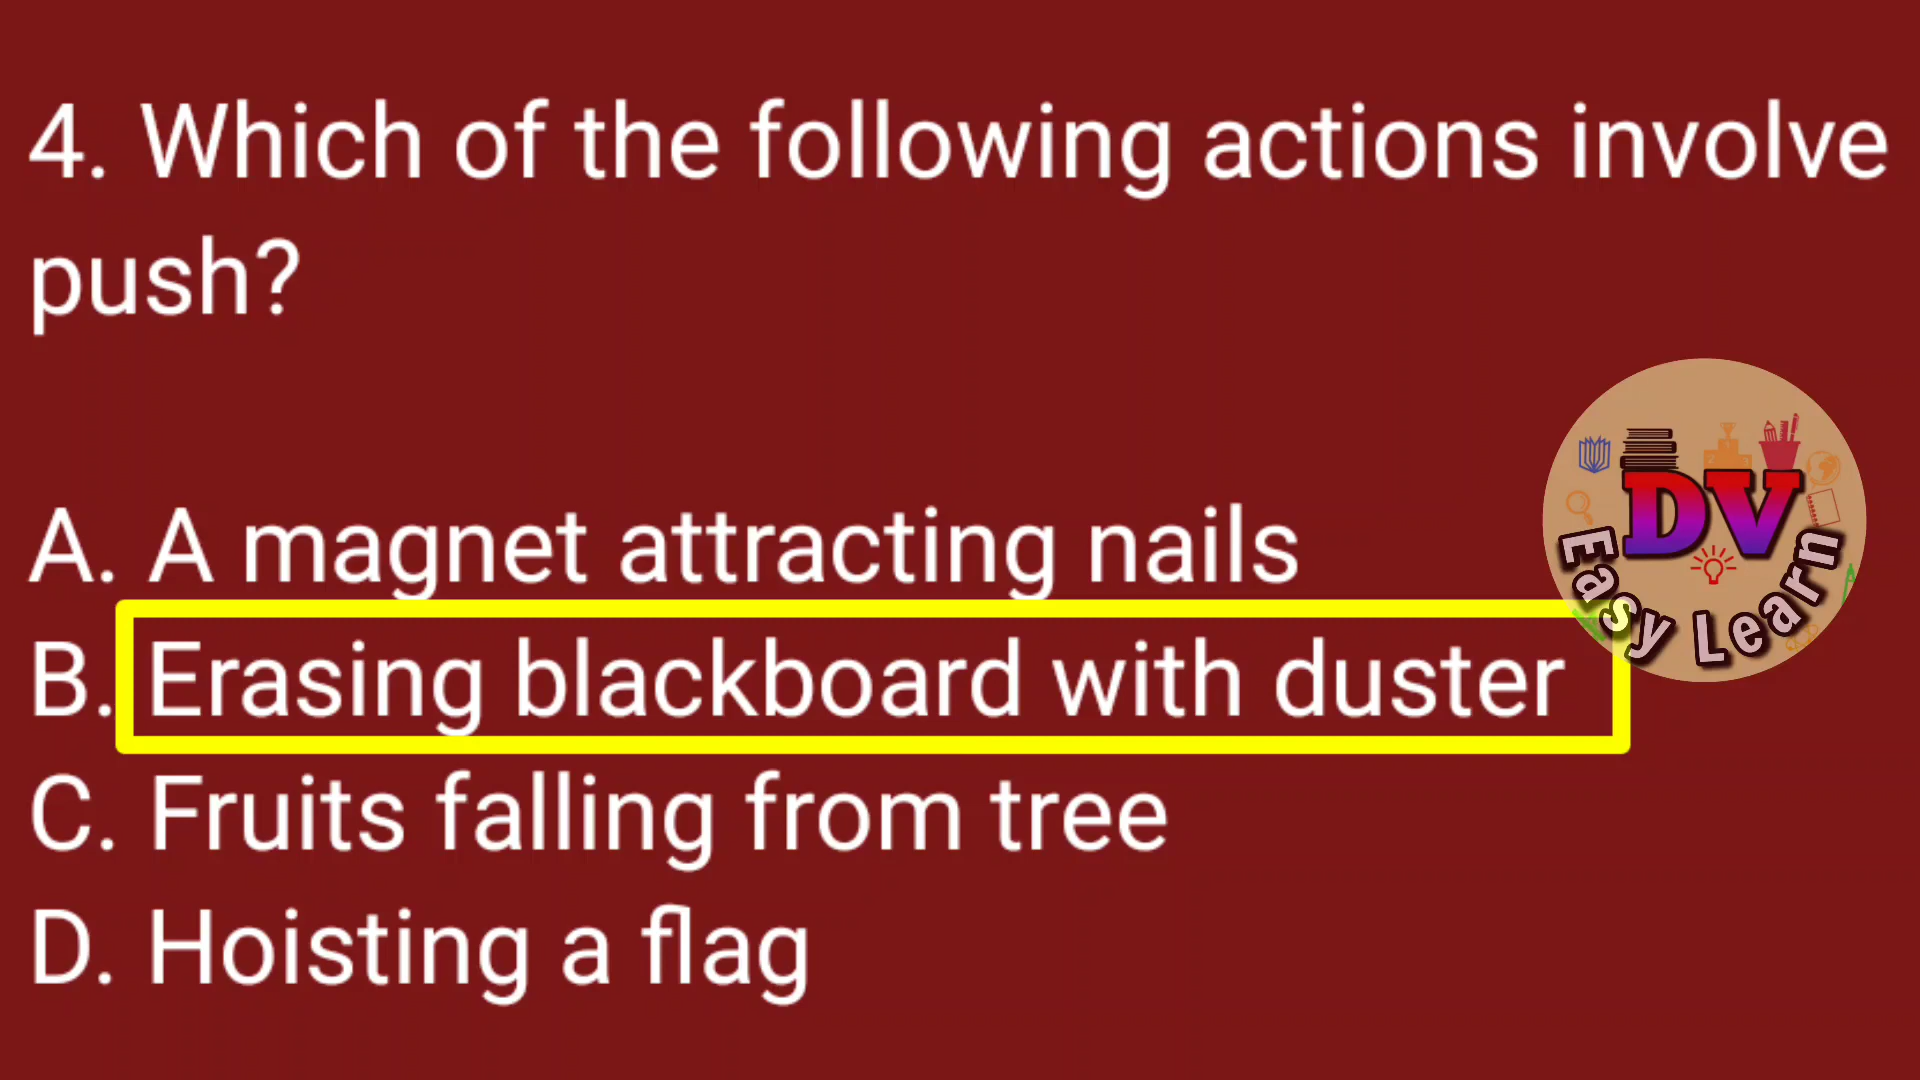 4. Which of the following actions involve
push?
A. A magnet attracting nails
B. Erasing blackboard with duster
C. Fruits falling from tree
D. Hoisting a flag
DV
Easy Learn